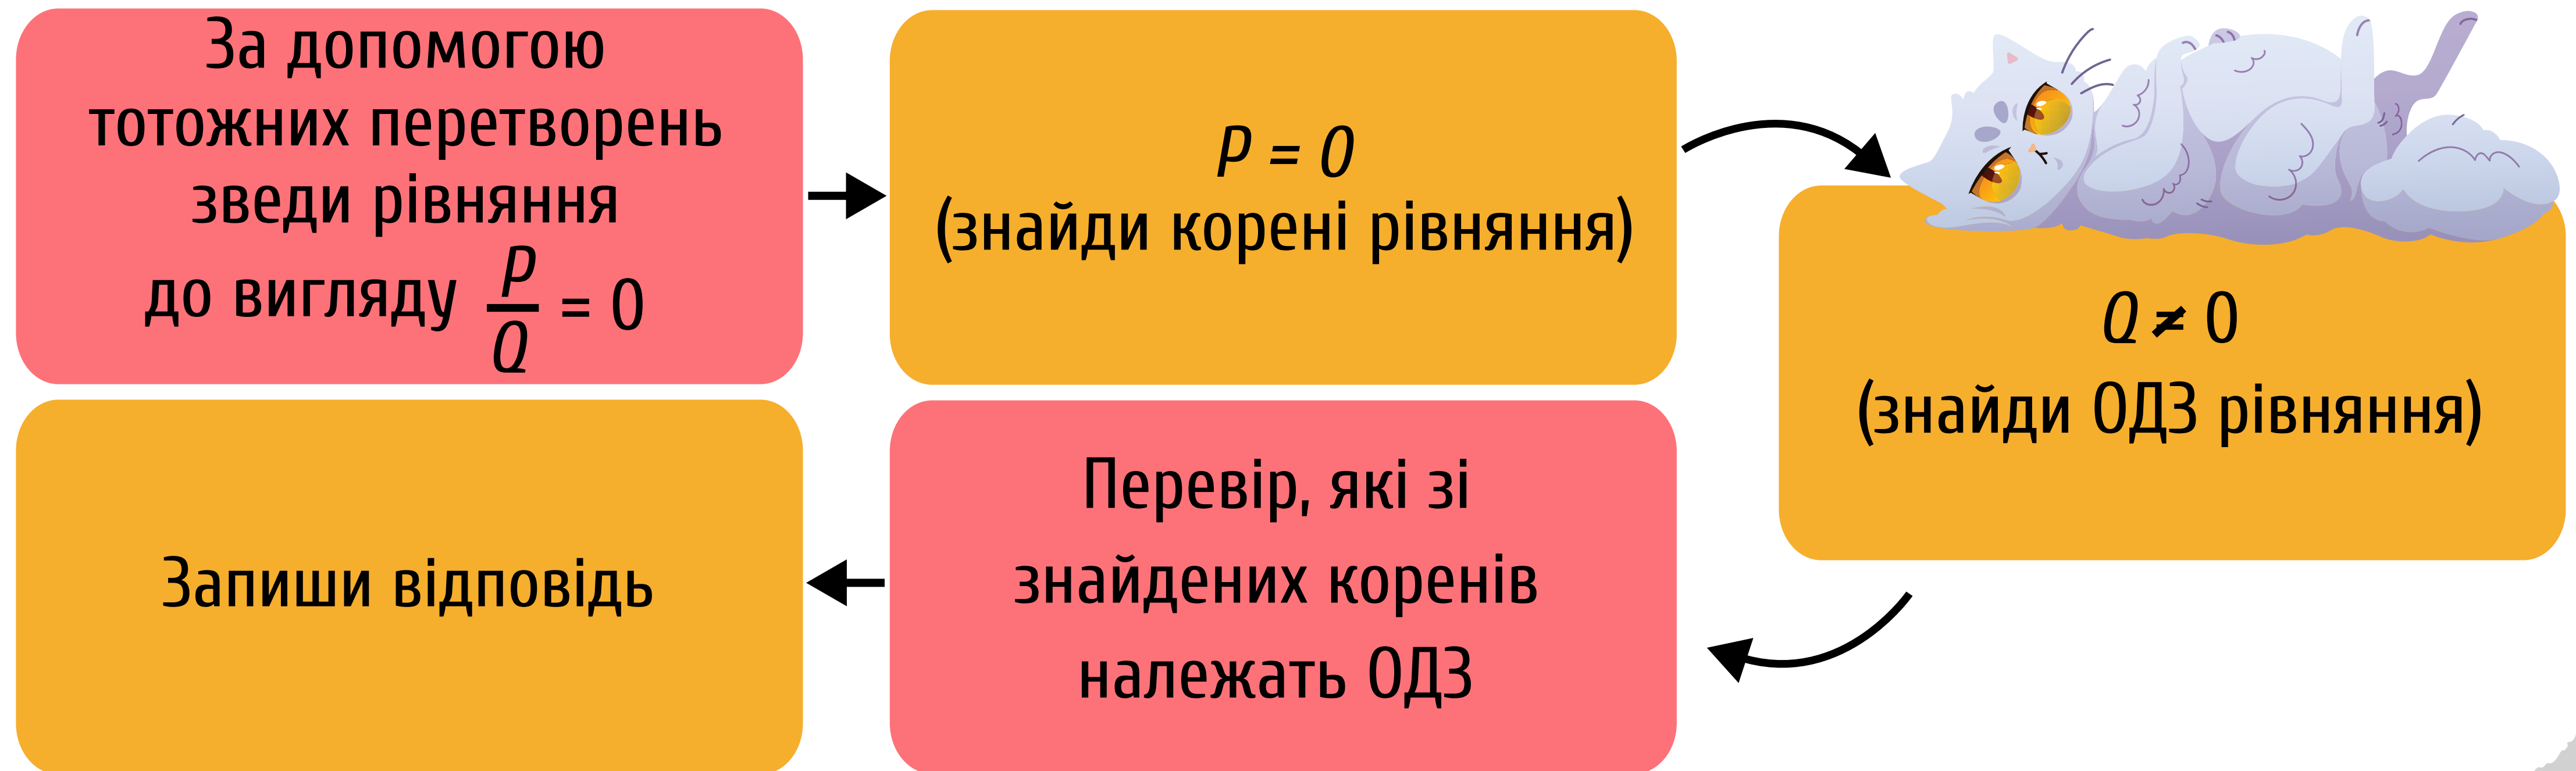 За допомогою
тотожних перетворень
зведи рівняння
до вигляду P/Q = 0
P = 0
(знайди корені рівняння)
Q ≠ 0
(знайди ОДЗ рівняння)
Перевір, які зі
знайдених коренів
належать ОДЗ
Запиши відповідь